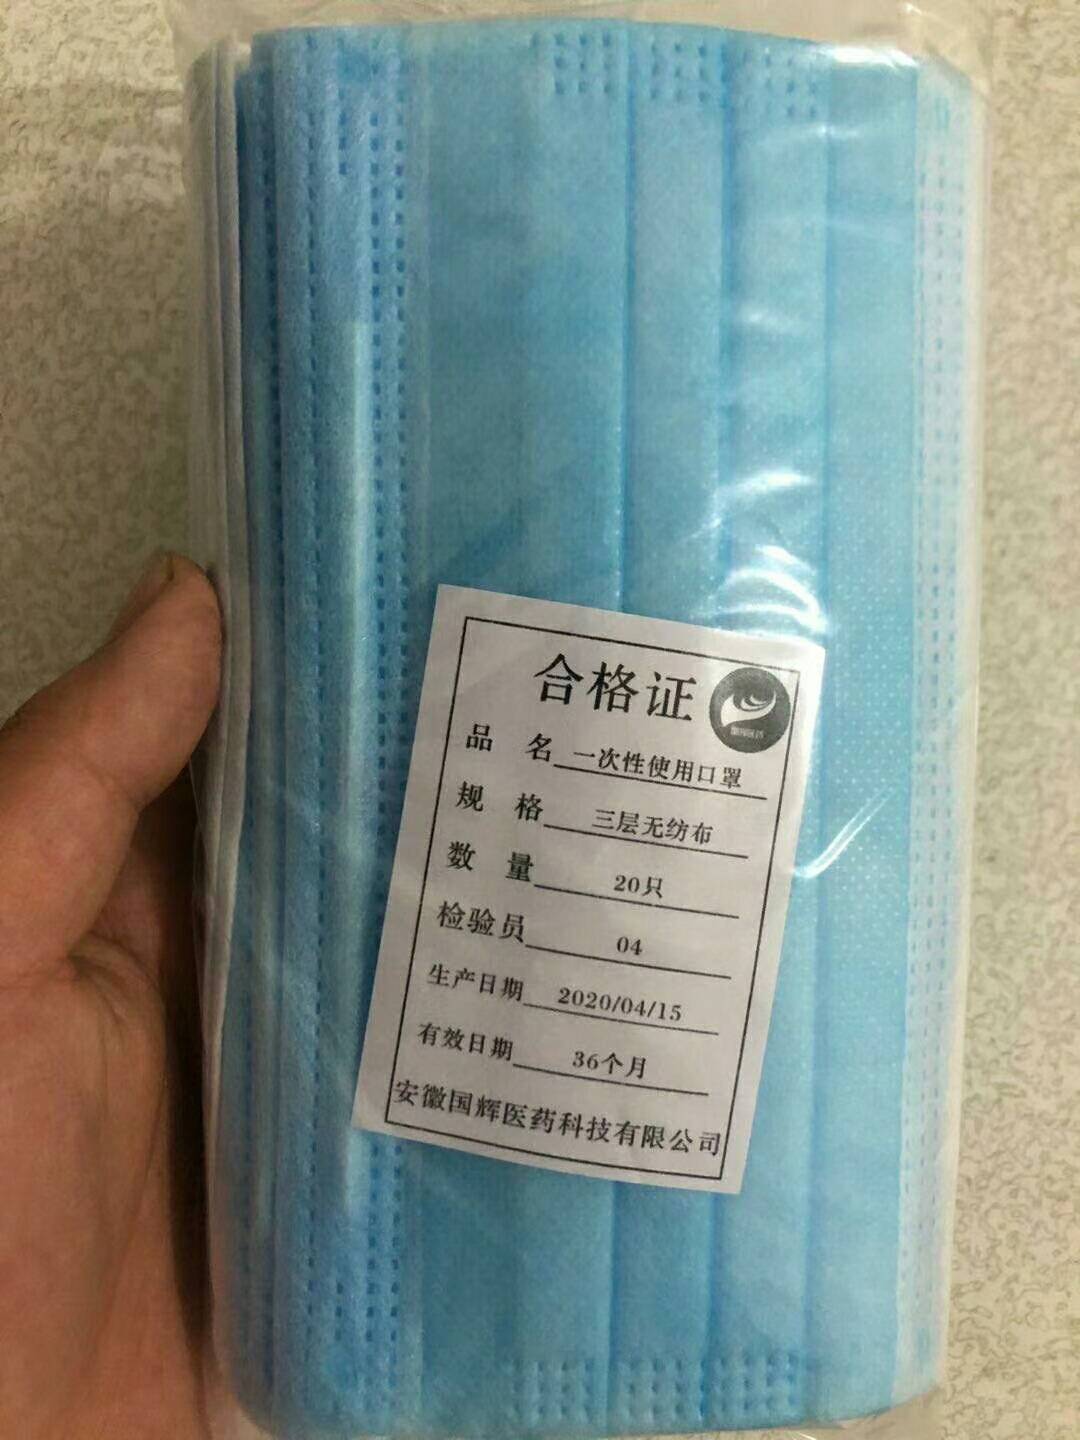 合格证
品 名 一次性使用口罩
规 格 三层无纺布
数 量 20只
检验员 04
生产日期 2020/04/15
有效日期 36个月
安徽国辉医药科技有限公司